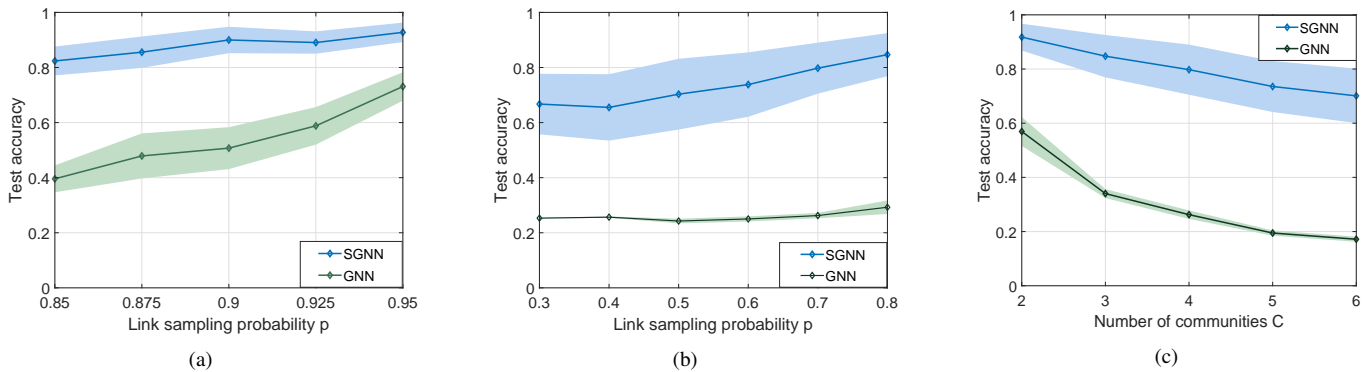 1
0.8
0.6
0.4
0.2
0
Test accuracy
SGNN
GNN
0.85 0.875 0.9 0.925 0.95
Link sampling probability p
(a)
1
0.8
0.6
0.4
0.2
0
Test accuracy
SGNN
GNN
0.3 0.4 0.5 0.6 0.7 0.8
Link sampling probability p
(b)
1
0.8
0.6
0.4
0.2
0
Test accuracy
SGNN
GNN
2 3 4 5 6
Number of communities C
(c)